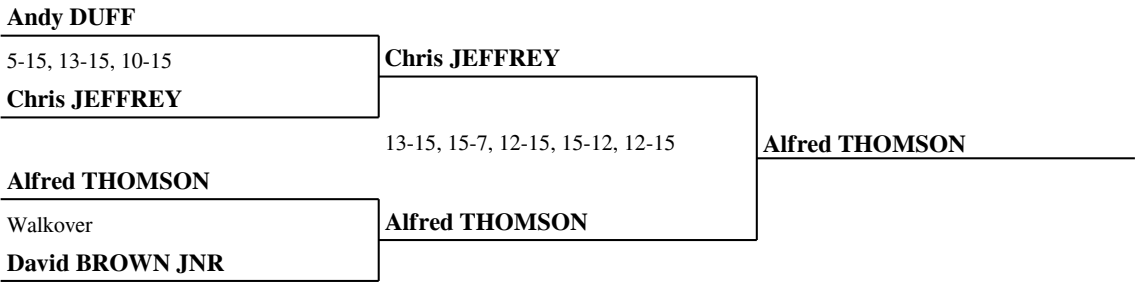 Andy DUFF
5-15, 13-15, 10-15
Chris JEFFREY
Chris JEFFREY
13-15, 15-7, 12-15, 15-12, 12-15
Alfred THOMSON
Alfred THOMSON
Walkover
Alfred THOMSON
David BROWN JNR